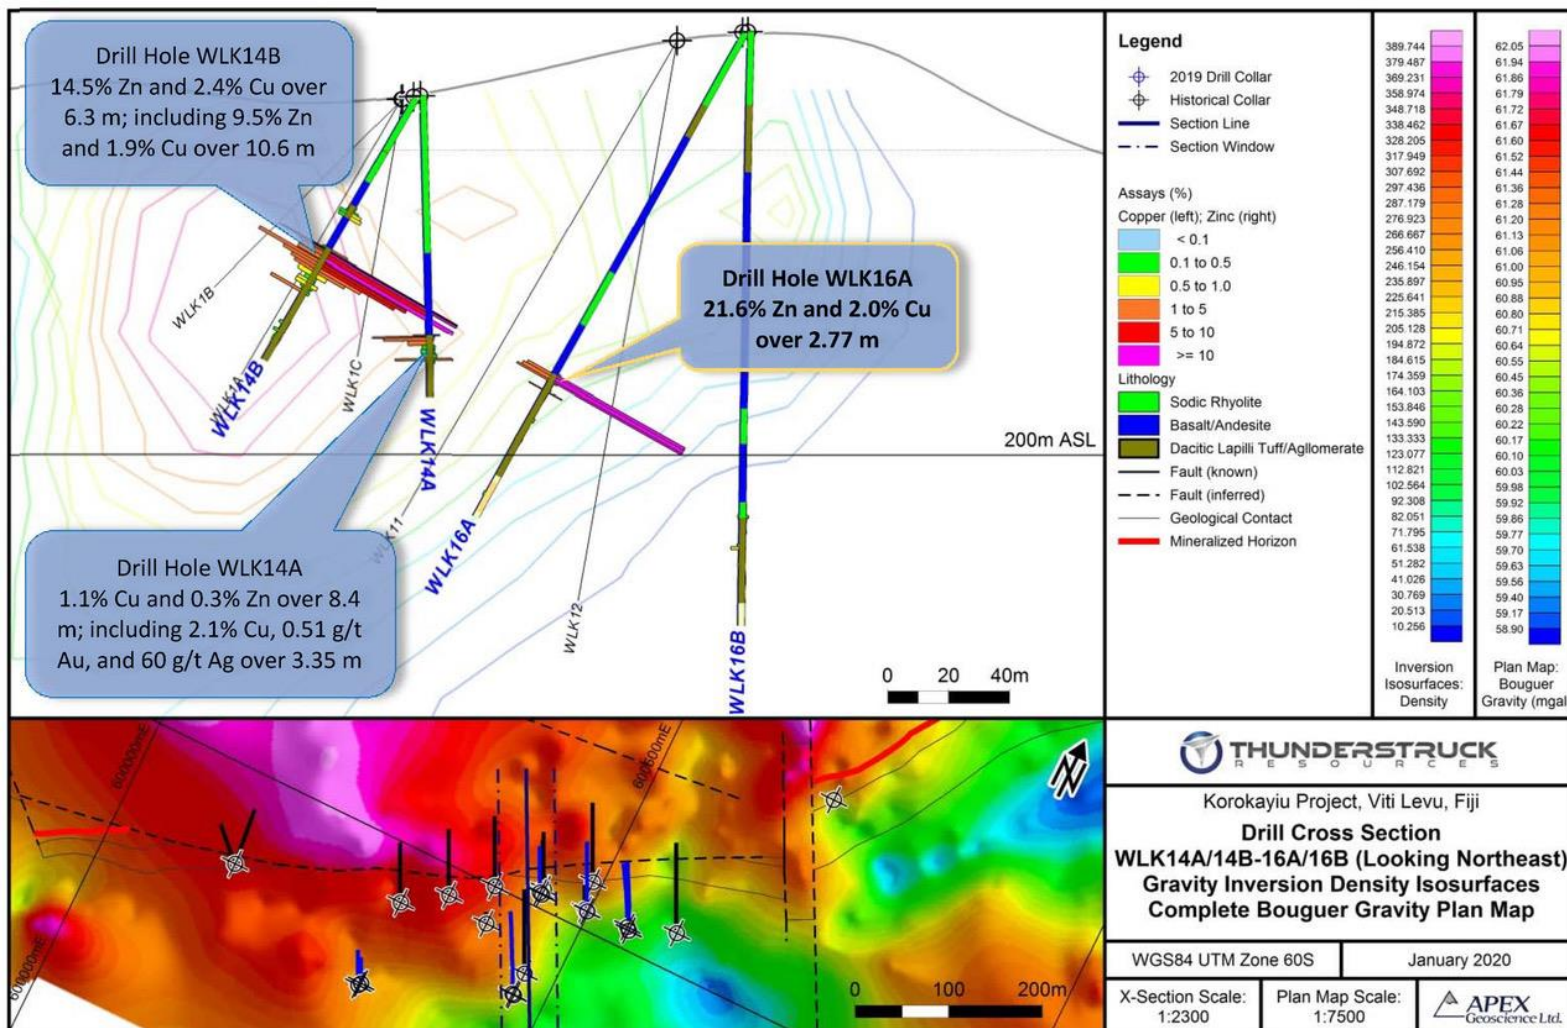 Drill Hole WLK14B
14.5% Zn and 2.4% Cu over
6.3 m; including 9.5% Zn
and 1.9% Cu over 10.6 m
Drill Hole WLK16A
21.6% Zn and 2.0% Cu
over 2.77 m
Drill Hole WLK14A
1.1% Cu and 0.3% Zn over 8.4
m; including 2.1% Cu, 0.51 g/t
Au, and 60 g/t Ag over 3.35 m
WLK1B
WLK1A
WLK14B
WLK1C
WLK14A
WLK11
WLK16A
WLK12
WLK16B
200m ASL
0 20 40m
Legend
2019 Drill Collar
Historical Collar
Section Line
Section Window
Assays (%)
Copper (left); Zinc (right)
< 0.1
0.1 to 0.5
0.5 to 1.0
1 to 5
5 to 10
>= 10
Lithology
Sodic Rhyolite
Basalt/Andesite
Dacitic Lapilli Tuff/Agllomerate
Fault (known)
Fault (inferred)
Geological Contact
Mineralized Horizon
389.744
379.487
369.231
358.974
348.718
338.462
328.205
317.949
307.692
297.436
287.179
276.923
266.667
256.410
246.154
235.897
225.641
215.385
205.128
194.872
184.615
174.359
164.103
153.846
143.590
133.333
123.077
112.821
102.564
92.308
82.051
71.795
61.538
51.282
41.026
30.769
20.513
10.256
Inversion
Isosurfaces:
Density
62.05
61.94
61.86
61.79
61.72
61.67
61.60
61.52
61.44
61.36
61.28
61.20
61.13
61.06
61.00
60.95
60.88
60.80
60.71
60.64
60.55
60.45
60.36
60.28
60.22
60.17
60.10
60.03
59.98
59.92
59.86
59.77
59.70
59.63
59.56
59.40
59.17
58.90
Plan Map:
Bouguer
Gravity (mgal
600000mE
600000mE
600500mE
N
0 100 200m
THUNDERSTRUCK
RESOURCES
Korokayiu Project, Viti Levu, Fiji
Drill Cross Section
WLK14A/14B-16A/16B (Looking Northeast)
Gravity Inversion Density Isosurfaces
Complete Bouguer Gravity Plan Map
WGS84 UTM Zone 60S
January 2020
X-Section Scale:
1:2300
Plan Map Scale:
1:7500
APEX
Geoscience Ltd.